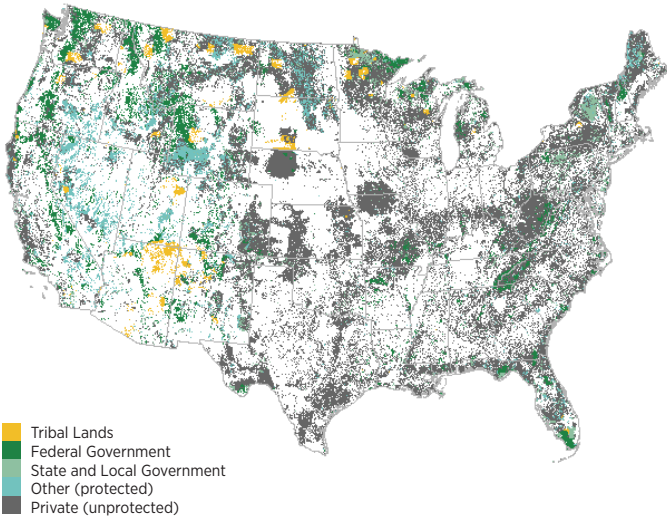 Tribal Lands
Federal Government
State and Local Government
Other (protected)
Private (unprotected)